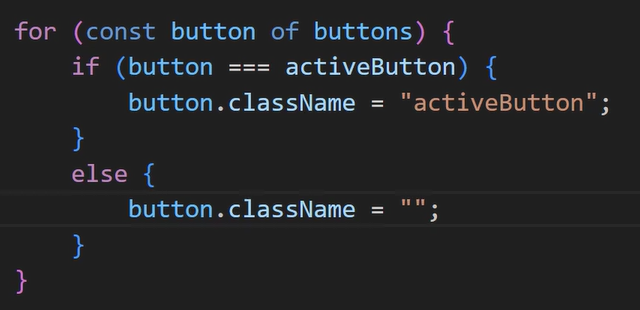 for (const button of buttons) {
    if (button === activeButton) {
        button.className = "activeButton";
    }
    else {
        button.className = "";
    }
}